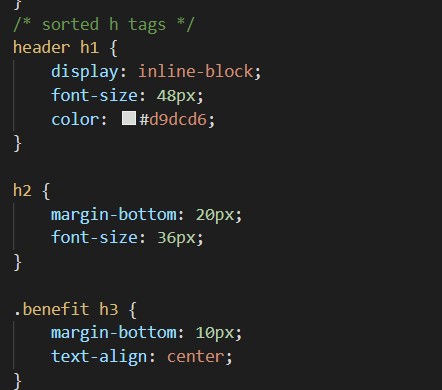 }
/* sorted h tags */
header h1 {
    display: inline-block;
    font-size: 48px;
    color: #d9dcd6;
}

h2 {
    margin-bottom: 20px;
    font-size: 36px;
}

.benefit h3 {
    margin-bottom: 10px;
    text-align: center;
}